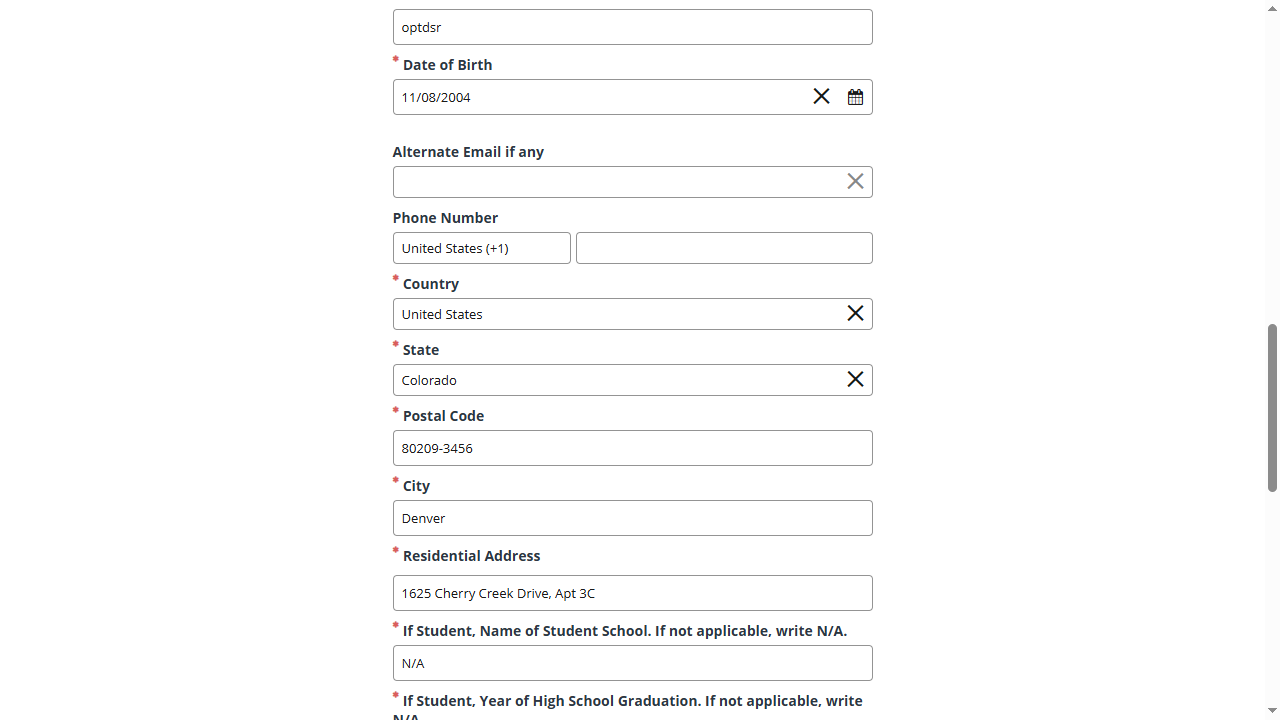 optdsr
* Date of Birth
11/08/2004
Alternate Email if any
Phone Number
United States (+1)
* Country
United States
* State
Colorado
* Postal Code
80209-3456
* City
Denver
* Residential Address
1625 Cherry Creek Drive, Apt 3C
* If Student, Name of Student School. If not applicable, write N/A.
N/A
* If Student, Year of High School Graduation. If not applicable, write
N/A.